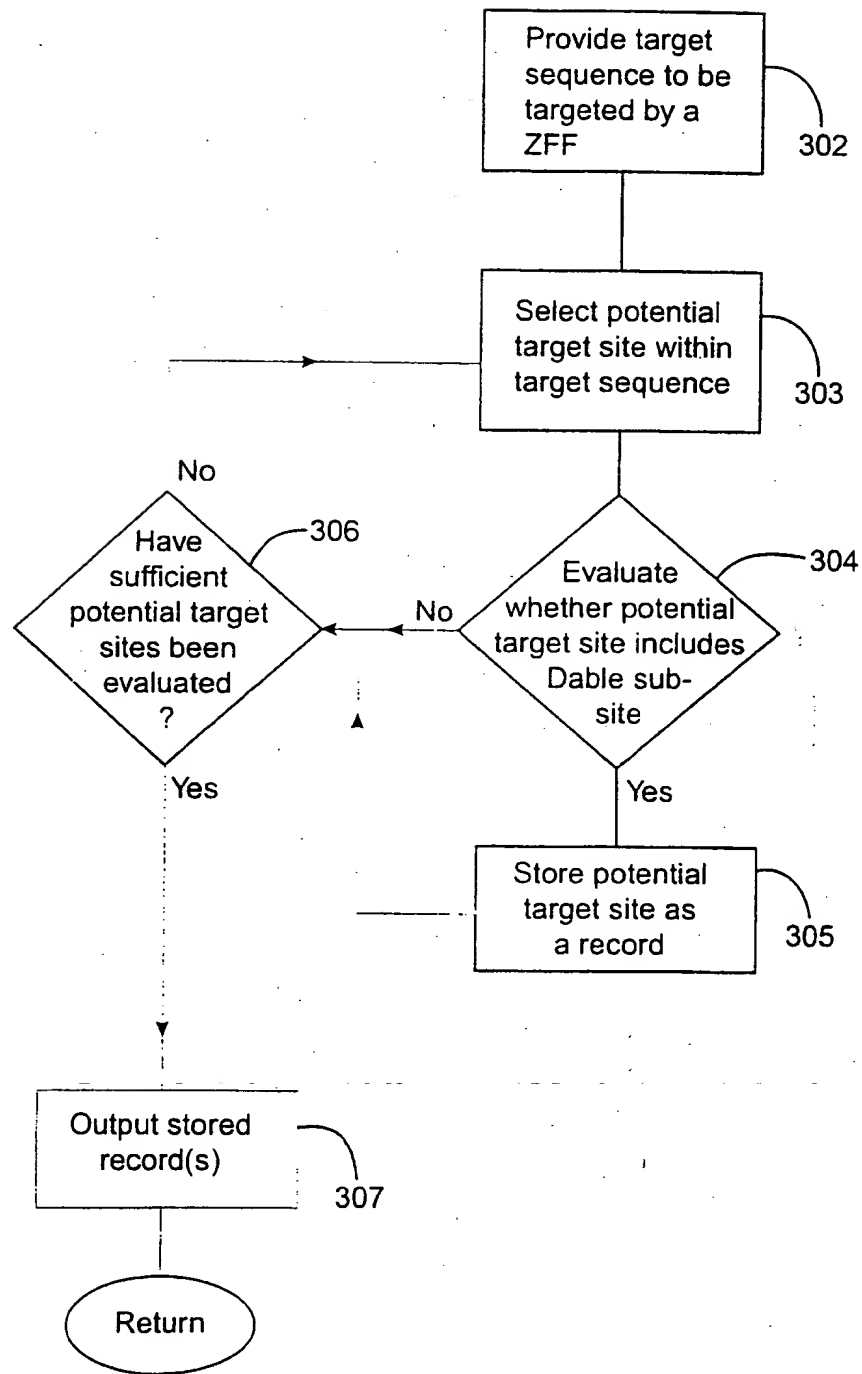 Provide target
sequence to be
targeted by a
ZFF
302
Select potential
target site within
target sequence
303
No
Have
sufficient
potential target
sites been
evaluated
?
306
Evaluate
whether potential
target site includes
Dable sub-
site
304
No
Yes
Yes
Store potential
target site as
a record
305
Output stored
record(s)
307
Return